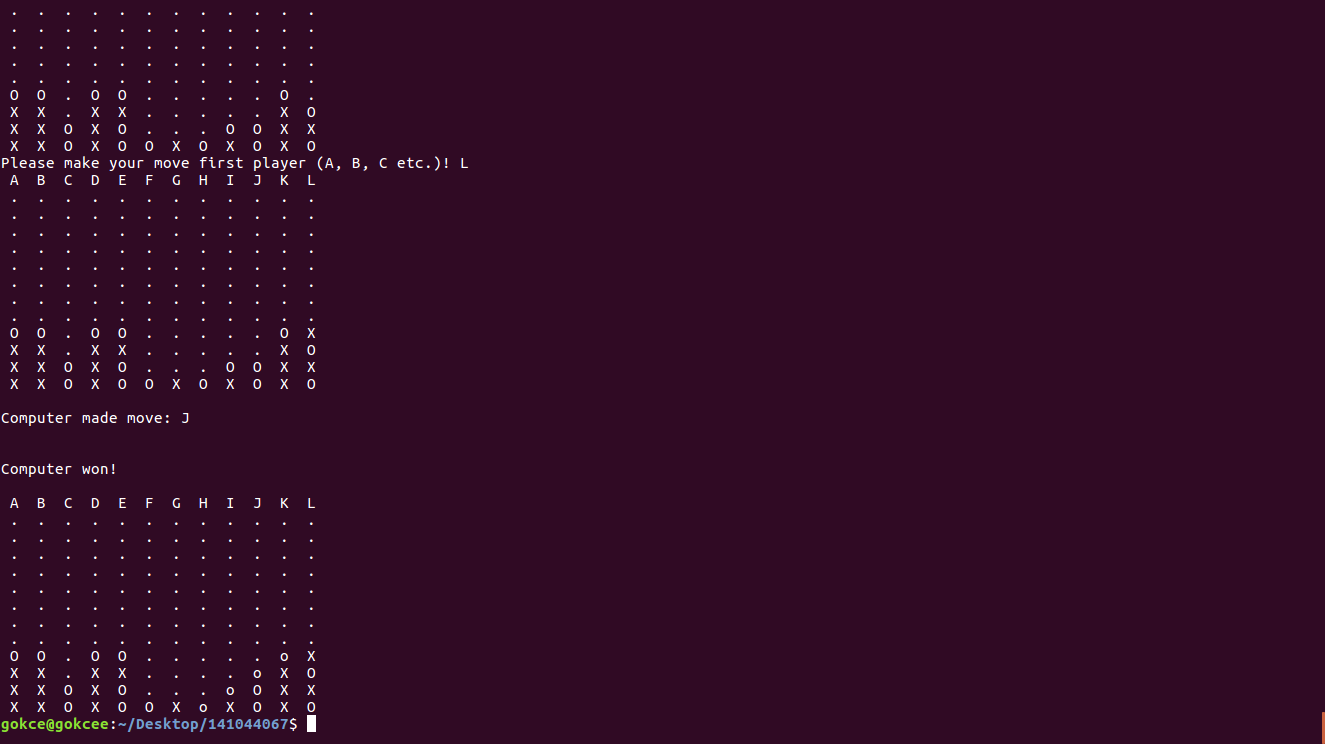 . . . . . . . . . . . .
. . . . . . . . . . . .
. . . . . . . . . . . .
. . . . . . . . . . . .
. . . . . . . . . . . .
O O . O O . . . . . O .
X X . X X . . . . . X O
X X O X O . . . O O X X
X X O X O O X O X O X O
Please make your move first player (A, B, C etc.)! L
A B C D E F G H I J K L
. . . . . . . . . . . .
. . . . . . . . . . . .
. . . . . . . . . . . .
. . . . . . . . . . . .
. . . . . . . . . . . .
. . . . . . . . . . . .
. . . . . . . . . . . .
. . . . . . . . . . . .
O O . O O . . . . . O X
X X . X X . . . . . X O
X X O X O . . . O O X X
X X O X O O X O X O X O
Computer made move: J
Computer won!
A B C D E F G H I J K L
. . . . . . . . . . . .
. . . . . . . . . . . .
. . . . . . . . . . . .
. . . . . . . . . . . .
. . . . . . . . . . . .
. . . . . . . . . . . .
. . . . . . . . . . . .
. . . . . . . . . . . .
O O . O O . . . . . o X
X X . X X . . . . o X O
X X O X O . . . o O X X
X X O X O O X o X O X O
gokce@gokcee:~/Desktop/141044067$